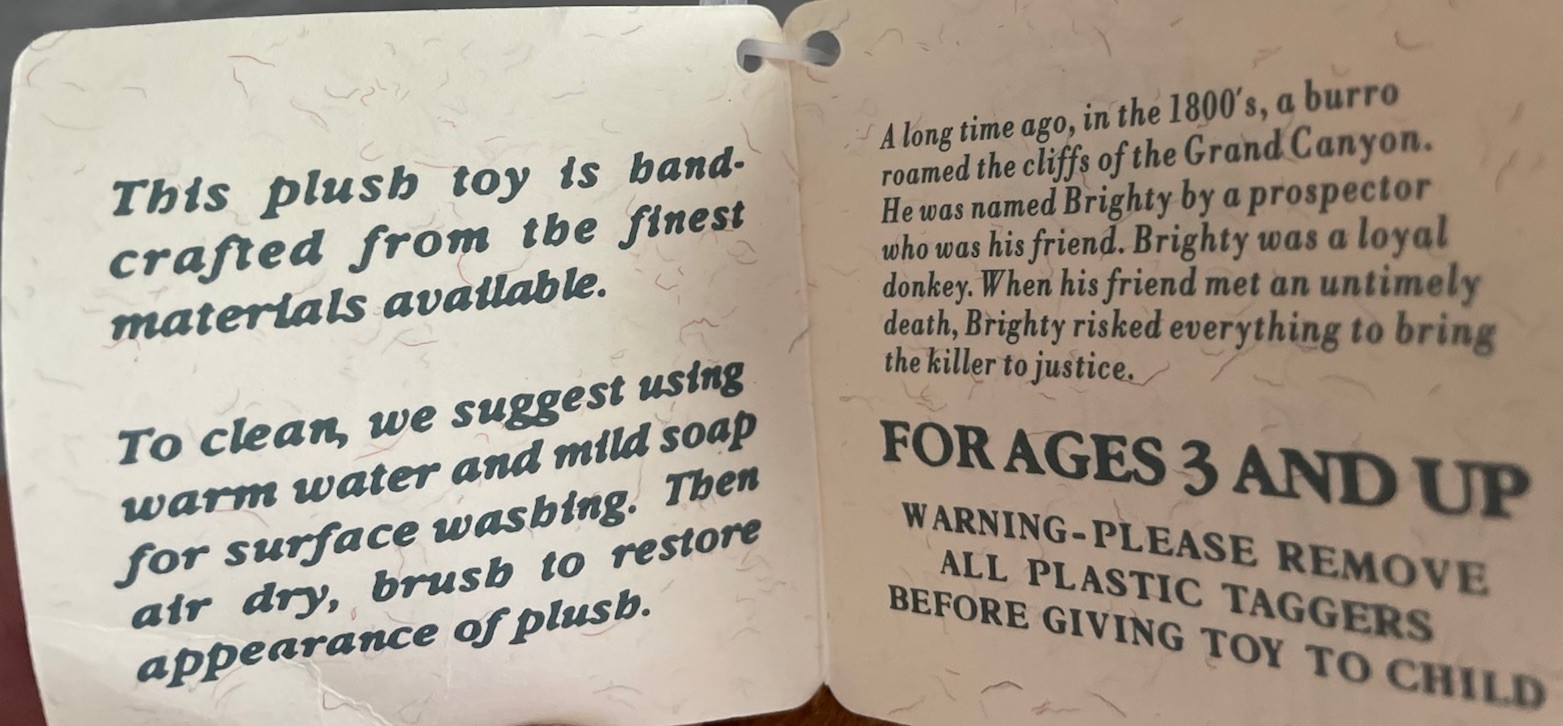 This plush toy is hand-
crafted from the finest
materials available.
To clean, we suggest using
warm water and mild soap
for surface washing. Then
air dry, brush to restore
appearance of plush.
A long time ago, in the 1800's, a burro
roamed the cliffs of the Grand Canyon.
He was named Brighty by a prospector
who was his friend. Brighty was a loyal
donkey. When his friend met an untimely
death, Brighty risked everything to bring
the killer to justice.
FOR AGES 3 AND UP
WARNING-PLEASE REMOVE
ALL PLASTIC TAGGERS
BEFORE GIVING TOY TO CHILD